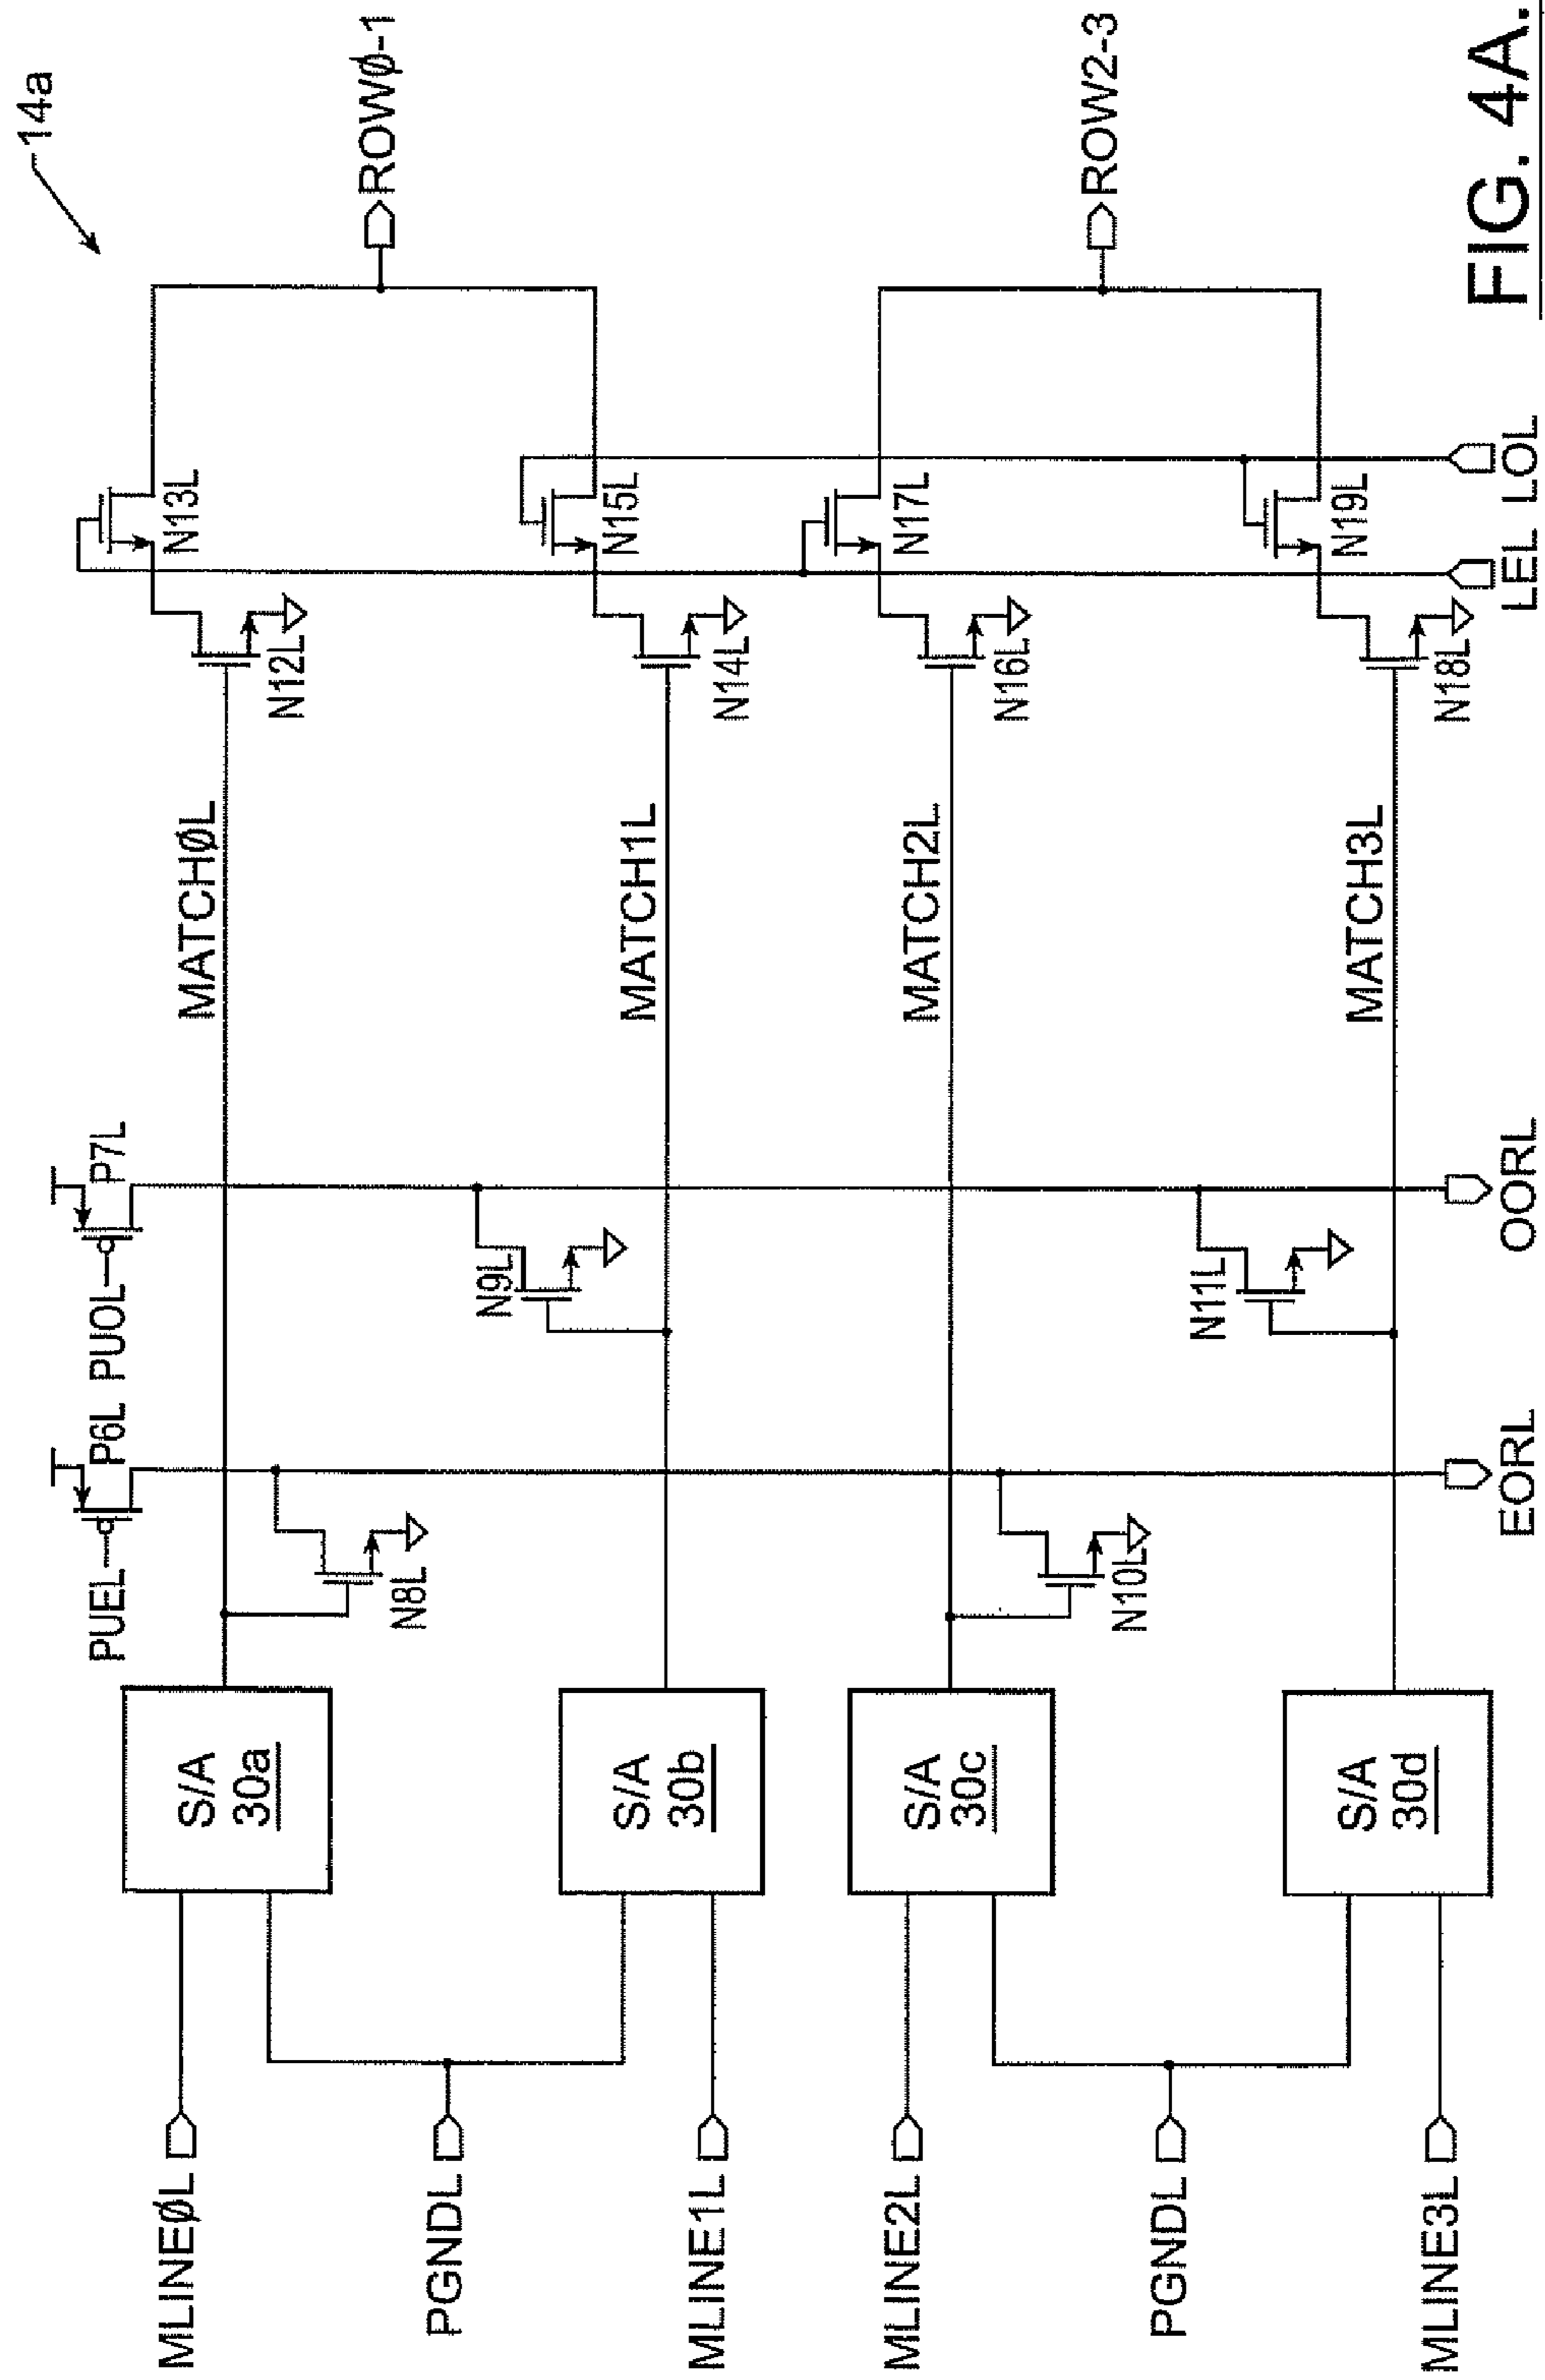 14a
PUEL
P6L
PUOL
P7L
MLINEØL
S/A
30a
N8L
MATCHØL
N12L
N13L
ROWØ-1
PGNDL
N9L
MLINE1L
S/A
30b
MATCH1L
N14L
N15L
MLINE2L
S/A
30c
N10L
MATCH2L
N16L
N17L
ROW2-3
PGNDL
N11L
MLINE3L
S/A
30d
MATCH3L
N18L
N19L
EORL
OORL
LEL
LOL
FIG. 4A.